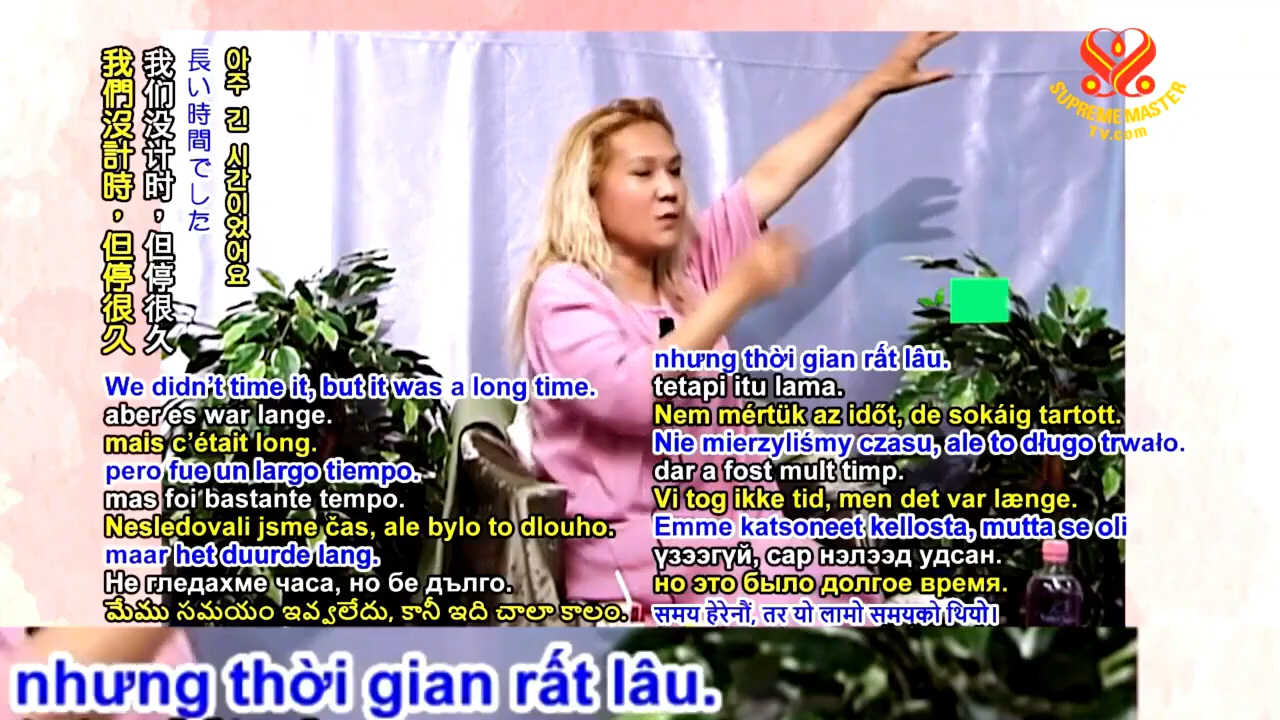 我們沒計時，但停很久
我们没计时，但停很久
長い時間でした
아주 긴 시간이었어요
SUPREME MASTER
TV.com
We didn't time it, but it was a long time.
aber es war lange.
mais c'était long.
pero fue un largo tiempo.
mas foi bastante tempo.
Nesledovali jsme čas, ale bylo to dlouho.
maar het duurde lang.
Не гледахме часа, но бе дълго.
మేము సమయం ఇవ్వలేదు, కానీ ఇది చాలా కాలం.
nhưng thời gian rất lâu.
tetapi itu lama.
Nem mértük az időt, de sokáig tartott.
Nie mierzyliśmy czasu, ale to długo trwało.
dar a fost mult timp.
Vi tog ikke tid, men det var længe.
Emme katsoneet kellosta, mutta se oli
үзээгүй, сар нэлээд удсан.
но это было долгое время.
समय हेरेनौं, तर यो लामो समयको थियो।
nhưng thời gian rất lâu.